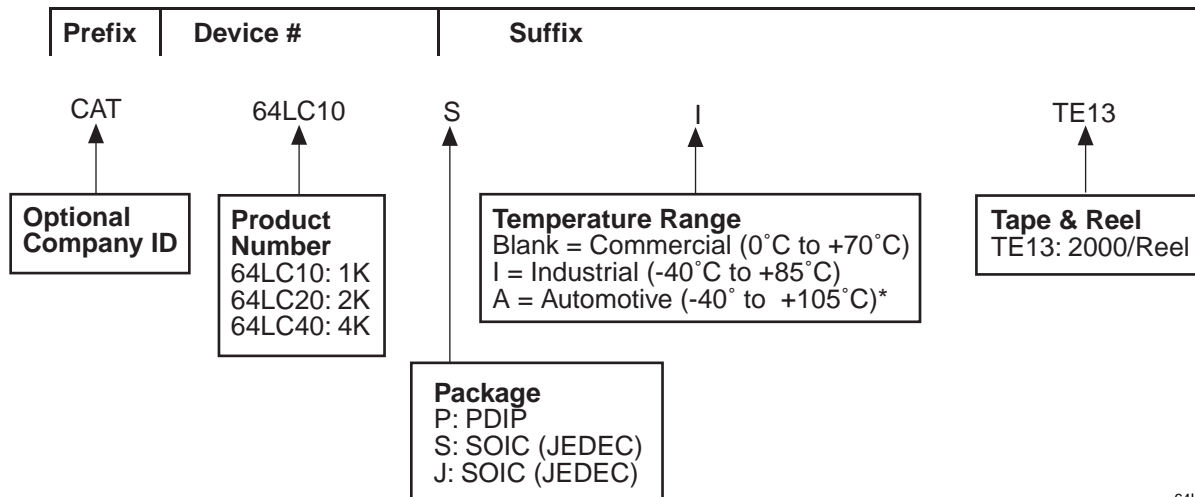 Prefix Device # Suffix
CAT 64LC10 S I TE13
Optional
Company ID
Product
Number
64LC10: 1K
64LC20: 2K
64LC40: 4K
Temperature Range
Blank = Commercial (0˚C to +70˚C)
I = Industrial (-40˚C to +85˚C)
A = Automotive (-40˚ to +105˚C)*
Tape & Reel
TE13: 2000/Reel
Package
P: PDIP
S: SOIC (JEDEC)
J: SOIC (JEDEC)